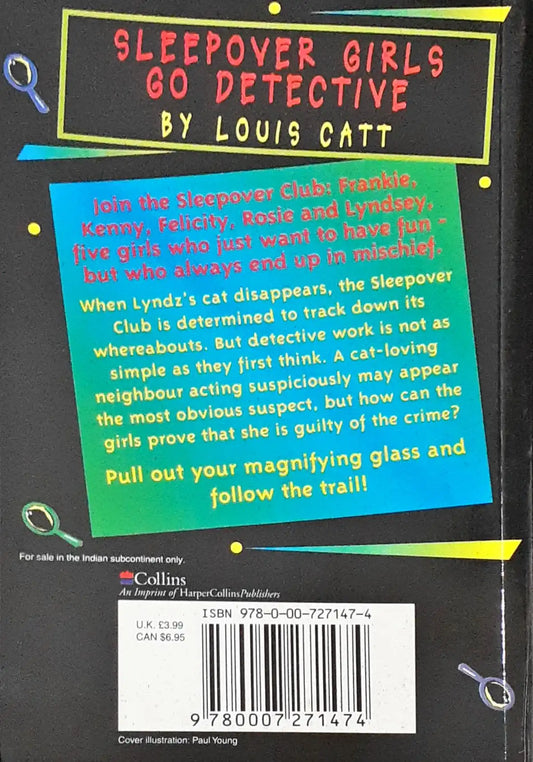 SLEEPOVER GIRLS
GO DETECTIVE
BY LOUIS CATT
Join the Sleepover Club: Frankie,
Kenny, Felicity, Rosie and Lyndsey,
five girls who just want to have fun –
but who always end up in mischief.
When Lyndz's cat disappears, the Sleepover
Club is determined to track down its
whereabouts. But detective work is not as
simple as they first think. A cat-loving
neighbour acting suspiciously may appear
the most obvious suspect, but how can the
girls prove that she is guilty of the crime?
Pull out your magnifying glass and
follow the trail!
For sale in the Indian subcontinent only.
Collins
An Imprint of HarperCollinsPublishers
ISBN 978-0-00-727147-4
U.K. £3.99
CAN $6.95
9 780007 271474
Cover illustration: Paul Young